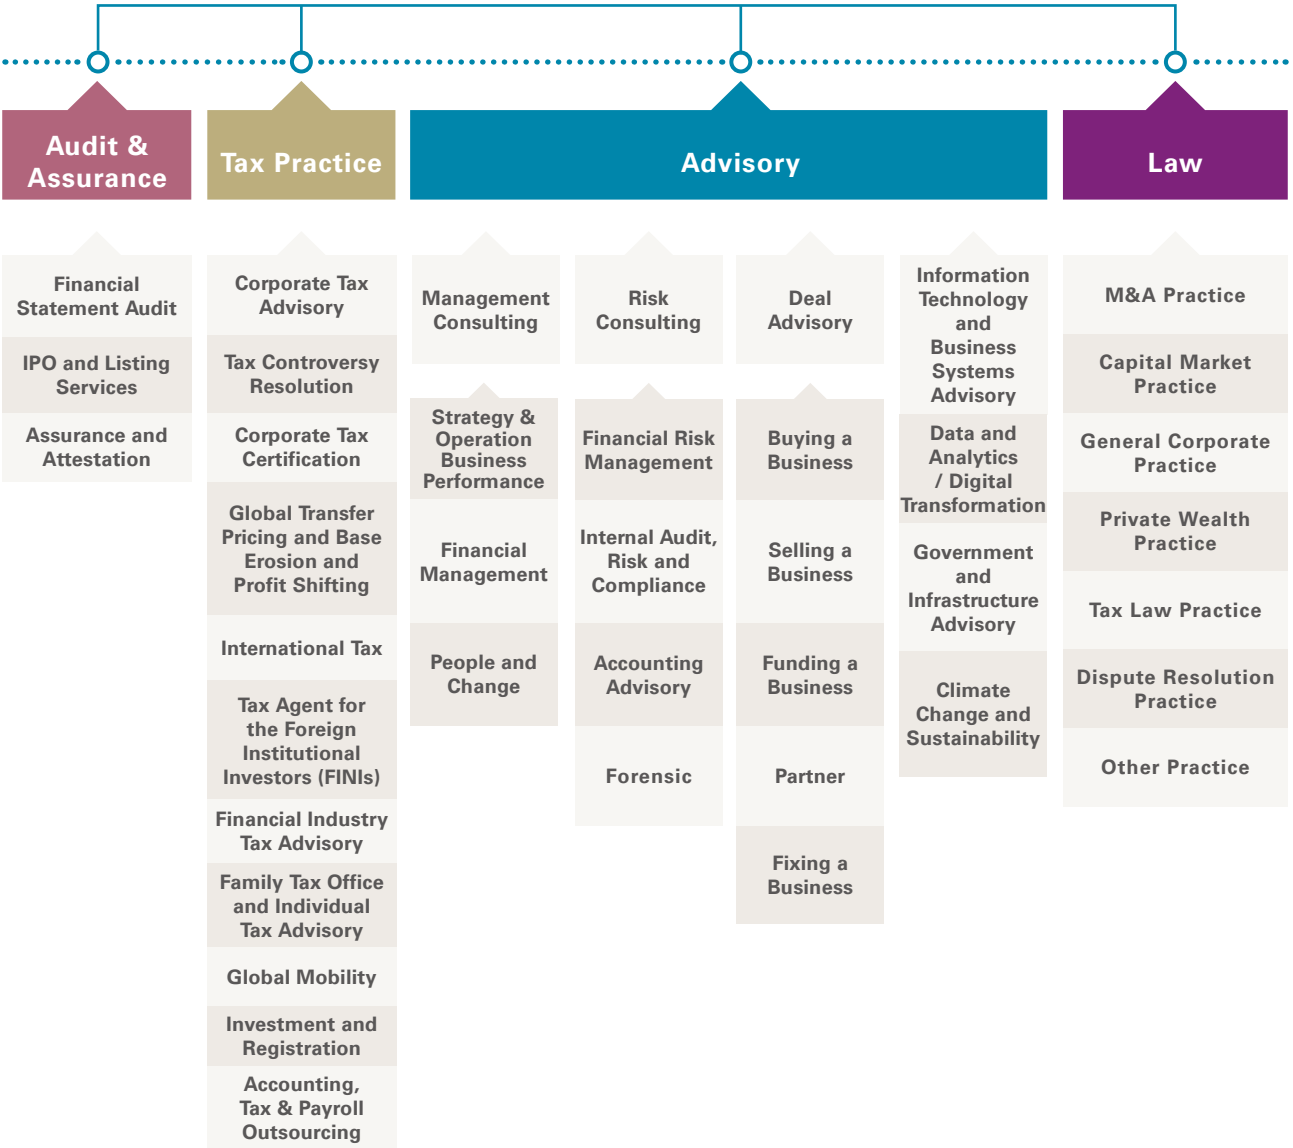 Audit &
Assurance
Tax Practice
Advisory
Law
Financial
Statement Audit
IPO and Listing
Services
Assurance and
Attestation
Corporate Tax
Advisory
Tax Controversy
Resolution
Corporate Tax
Certification
Global Transfer
Pricing and Base
Erosion and
Profit Shifting
International Tax
Tax Agent for
the Foreign
Institutional
Investors (FINIs)
Financial Industry
Tax Advisory
Family Tax Office
and Individual
Tax Advisory
Global Mobility
Investment and
Registration
Accounting,
Tax & Payroll
Outsourcing
Management
Consulting
Strategy &
Operation
Business
Performance
Financial
Management
People and
Change
Risk
Consulting
Financial Risk
Management
Internal Audit,
Risk and
Compliance
Accounting
Advisory
Forensic
Deal
Advisory
Buying a
Business
Selling a
Business
Funding a
Business
Partner
Fixing a
Business
Information
Technology
and
Business
Systems
Advisory
Data and
Analytics
/ Digital
Transformation
Government
and
Infrastructure
Advisory
Climate
Change and
Sustainability
M&A Practice
Capital Market
Practice
General Corporate
Practice
Private Wealth
Practice
Tax Law Practice
Dispute Resolution
Practice
Other Practice